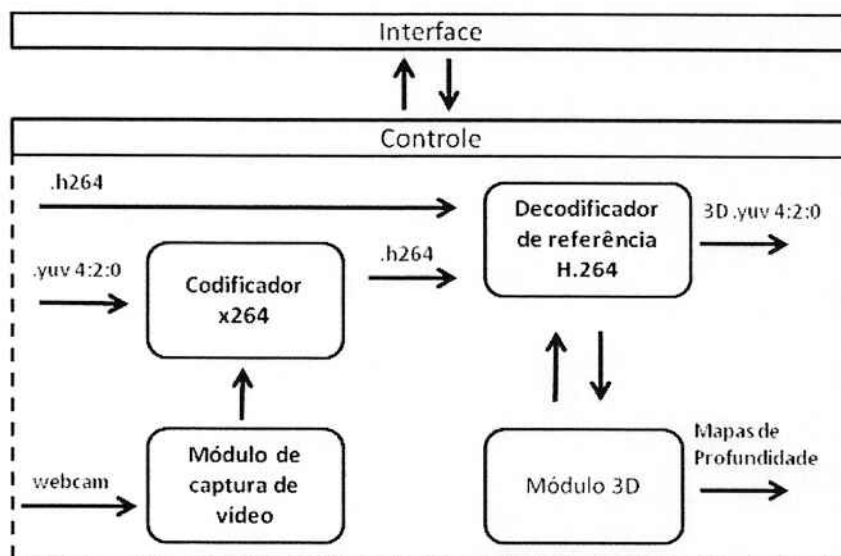 Interface
Controle
.h264
Decodificador
de referência
H.264
3D .yuv 4:2:0
.yuv 4:2:0
Codificador
x264
.h264
webcam
Módulo de
captura de
vídeo
Módulo 3D
Mapas de
Profundidade